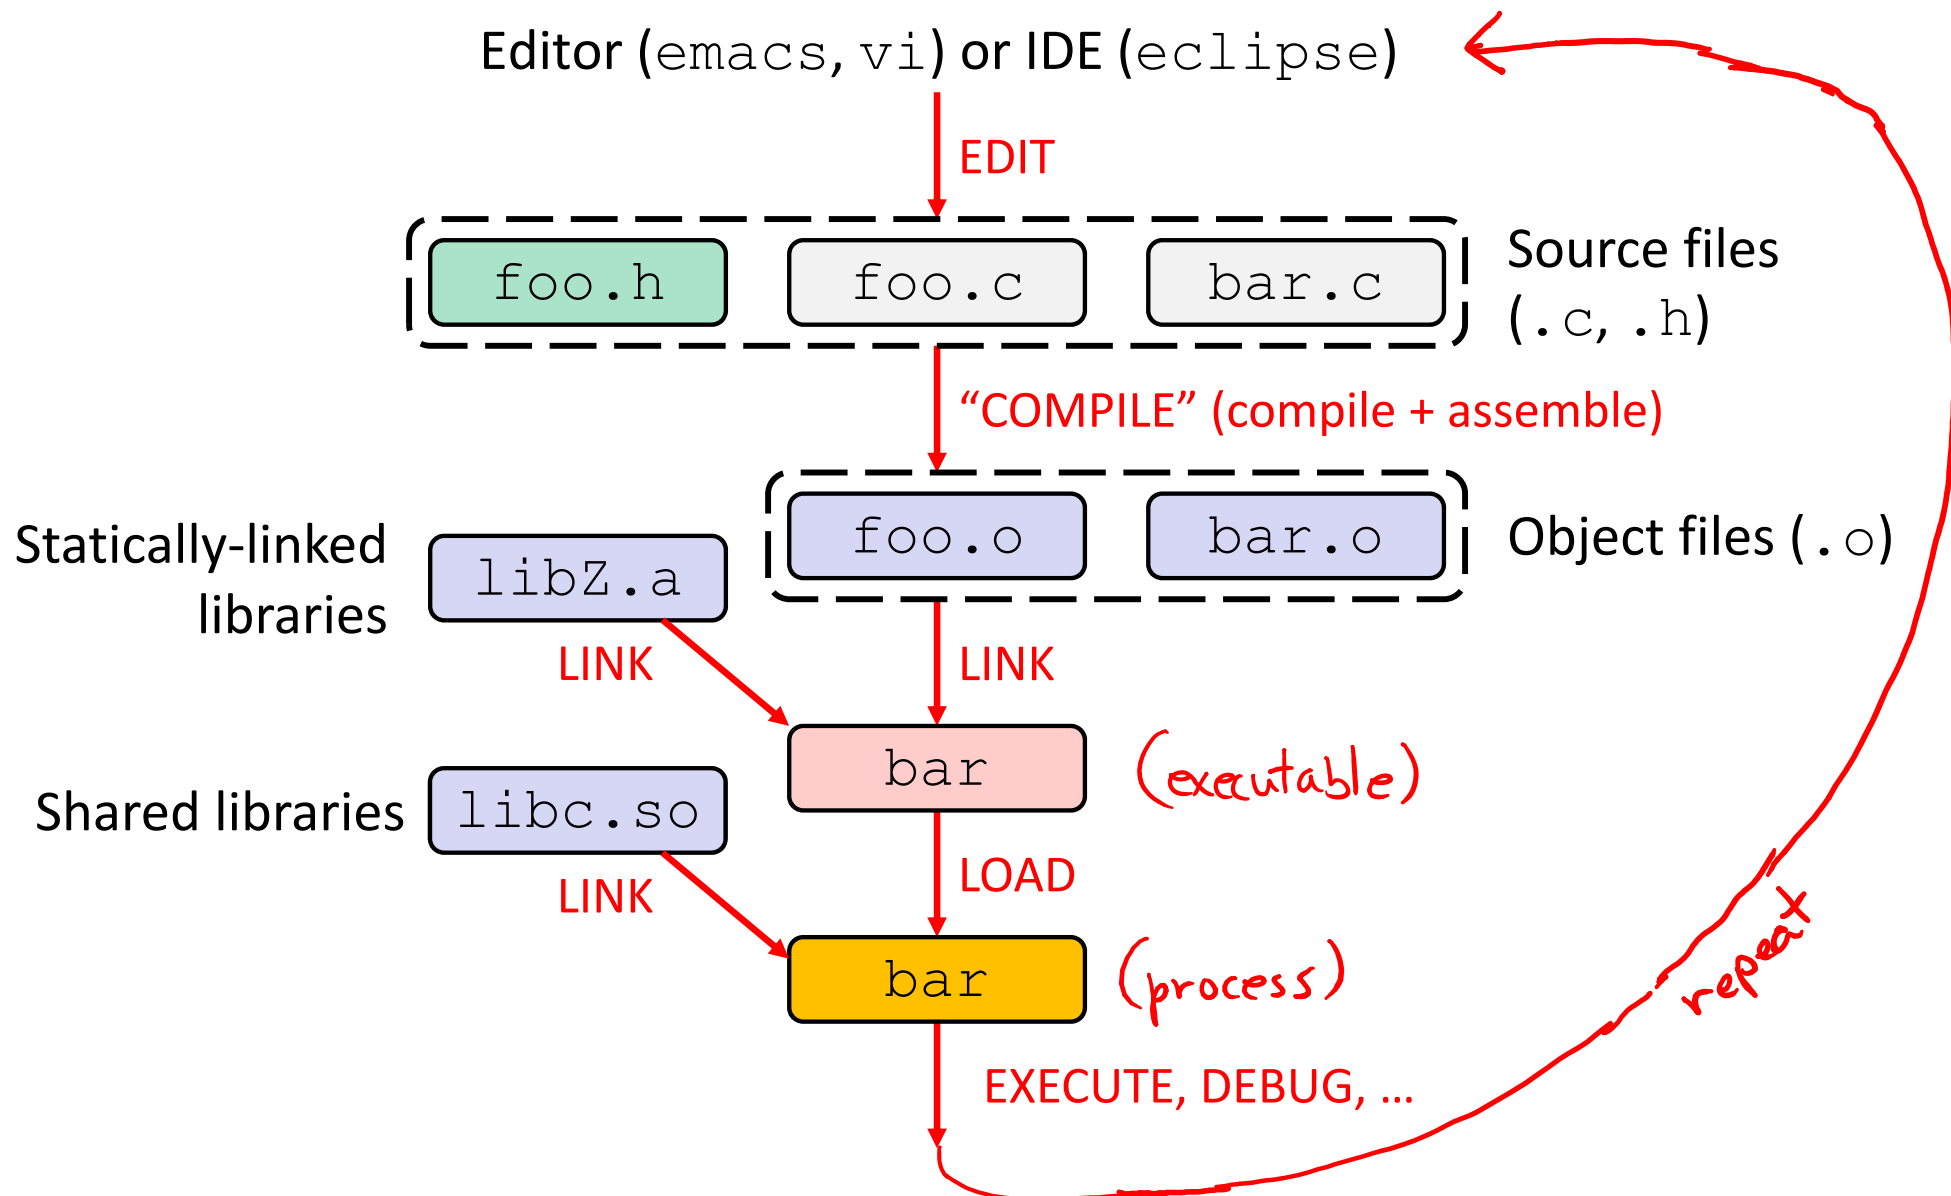 Editor (emacs, vi) or IDE (eclipse)
EDIT
foo.h
foo.c
bar.c
Source files
(.c, .h)
“COMPILE” (compile + assemble)
Statically-linked
libraries
libZ.a
foo.o
bar.o
Object files (.o)
LINK
LINK
bar
(executable)
Shared libraries
libc.so
LINK
LOAD
bar
(process)
repeat
EXECUTE, DEBUG, …